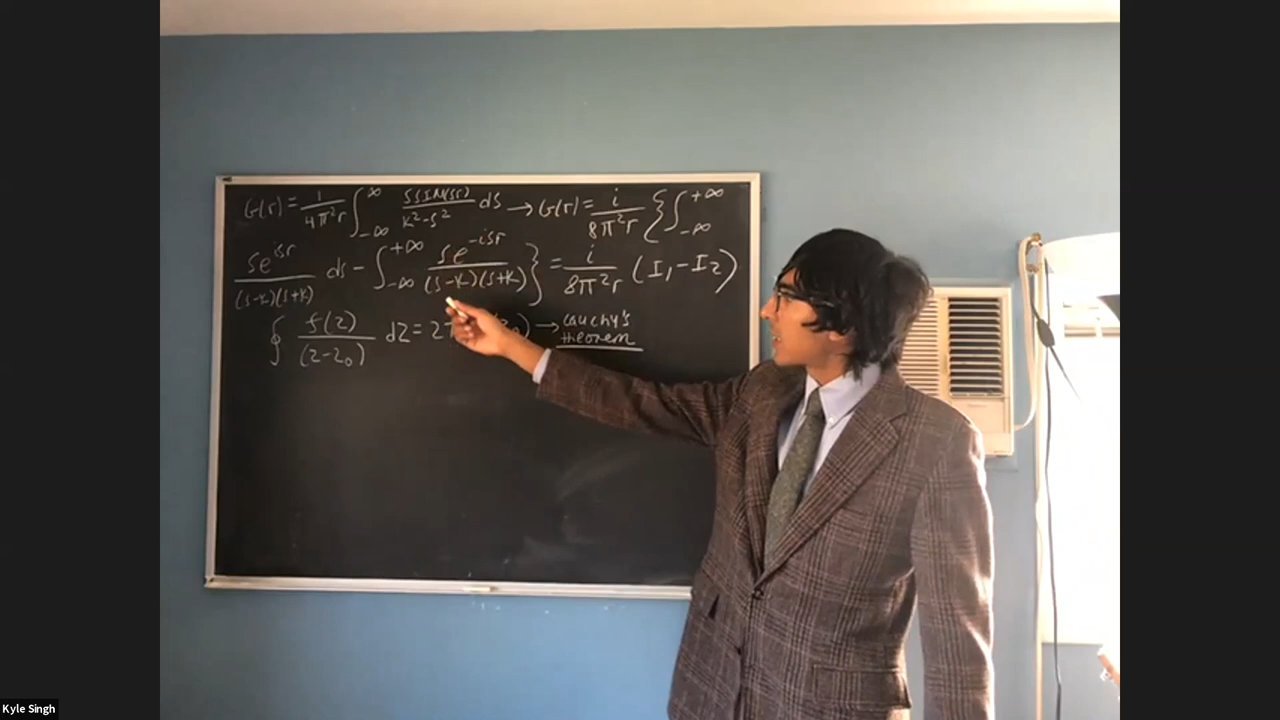 G(r) = 1/4π²r ∫_{-∞}^{∞} s SIN(sr)/k²-s² ds → G(r) = i/8π²r { ∫_{-∞}^{+∞}
se^{isr}/(s-k)(s+k) ds - ∫_{-∞}^{+∞} se^{-isr}/(s-k)(s+k) } = i/8π²r (I₁-I₂)
∮ f(z)/(z-z₀) dz = 2 z₀) → Cauchy's
theorem
Kyle Singh